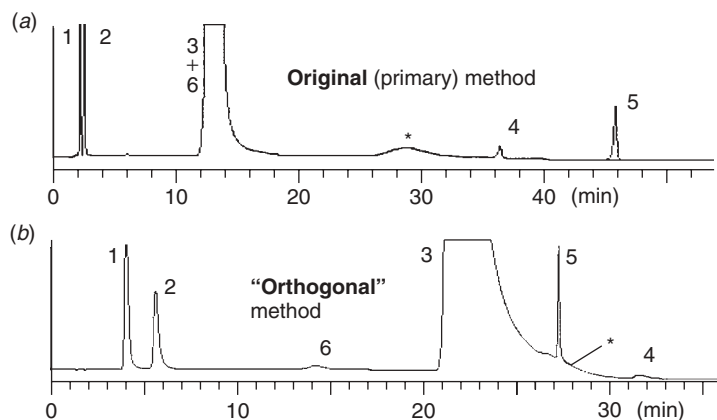 (a)
1 2 3 + 6 Original (primary) method * 4 5
0 10 20 30 40 (min)
(b)
1 2 "Orthogonal" method 6 3 5 * 4
0 10 20 30 (min)